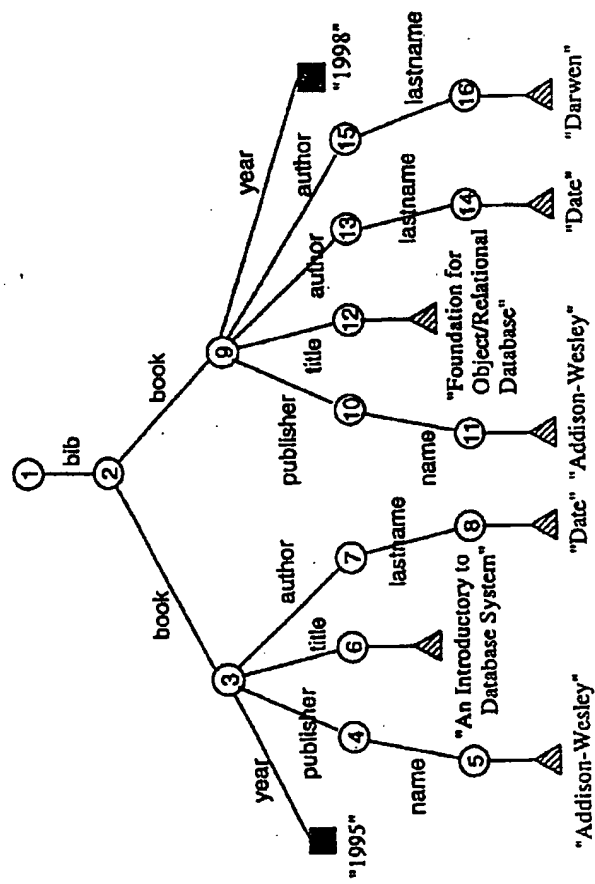 1
bib
2
book
book
3
9
year
publisher
title
author
publisher
title
author
author
year
"1995"
4
6
7
10
12
13
15
"1998"
name
lastname
name
lastname
lastname
5
"An Introductory to
Database System"
8
11
"Foundation for
Object/Relational
Database"
14
16
"Addison-Wesley"
"Date"
"Addison-Wesley"
"Date"
"Darwen"